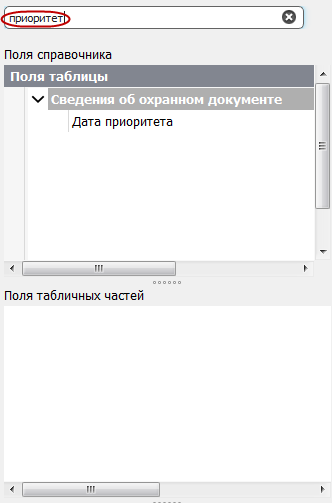 приоритет
Поля справочника
Поля таблицы
Сведения об охранном документе
Дата приоритета
Поля табличных частей